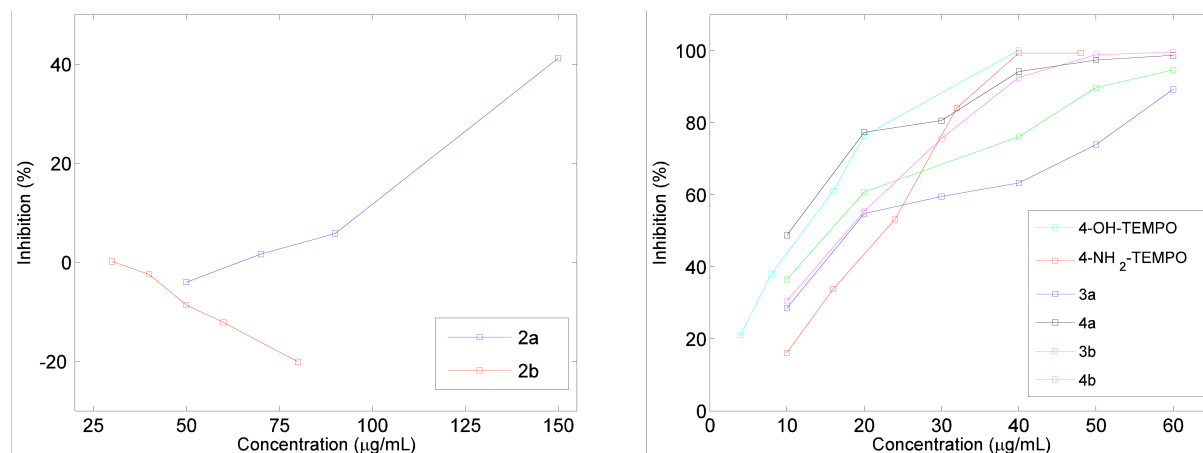 40
20
0
-20
Inhibition (%)
2a
2b
25 50 75 100 125 150
Concentration (µg/mL)
100
80
60
40
20
0
Inhibition (%)
4-OH-TEMPO
4-NH 2-TEMPO
3a
4a
3b
4b
0 10 20 30 40 50 60
Concentration (µg/mL)